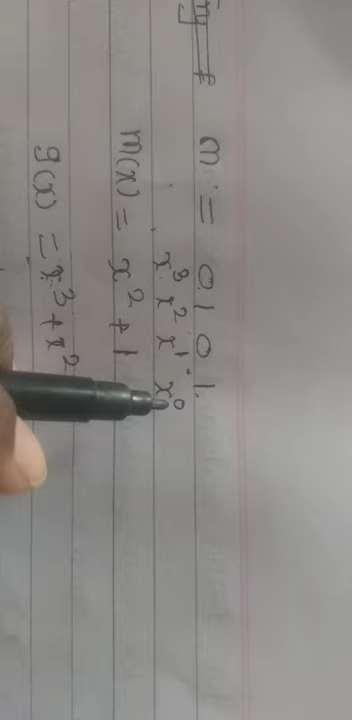 m = 0 1 0 1.
x³ x² x¹ x⁰
m(x) = x² + 1
g(x) = x³ + x²